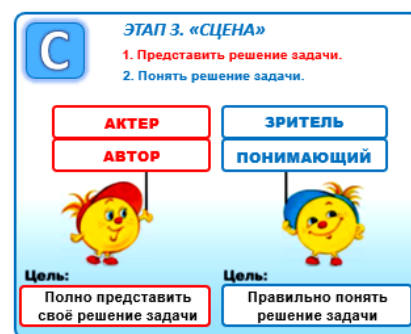 С
ЭТАП 3. «СЦЕНА»
1. Представить решение задачи.
2. Понять решение задачи.
АКТЕР
АВТОР
ЗРИТЕЛЬ
ПОНИМАЮЩИЙ
Цель:
Полно представить
своё решение задачи
Цель:
Правильно понять
решение задачи